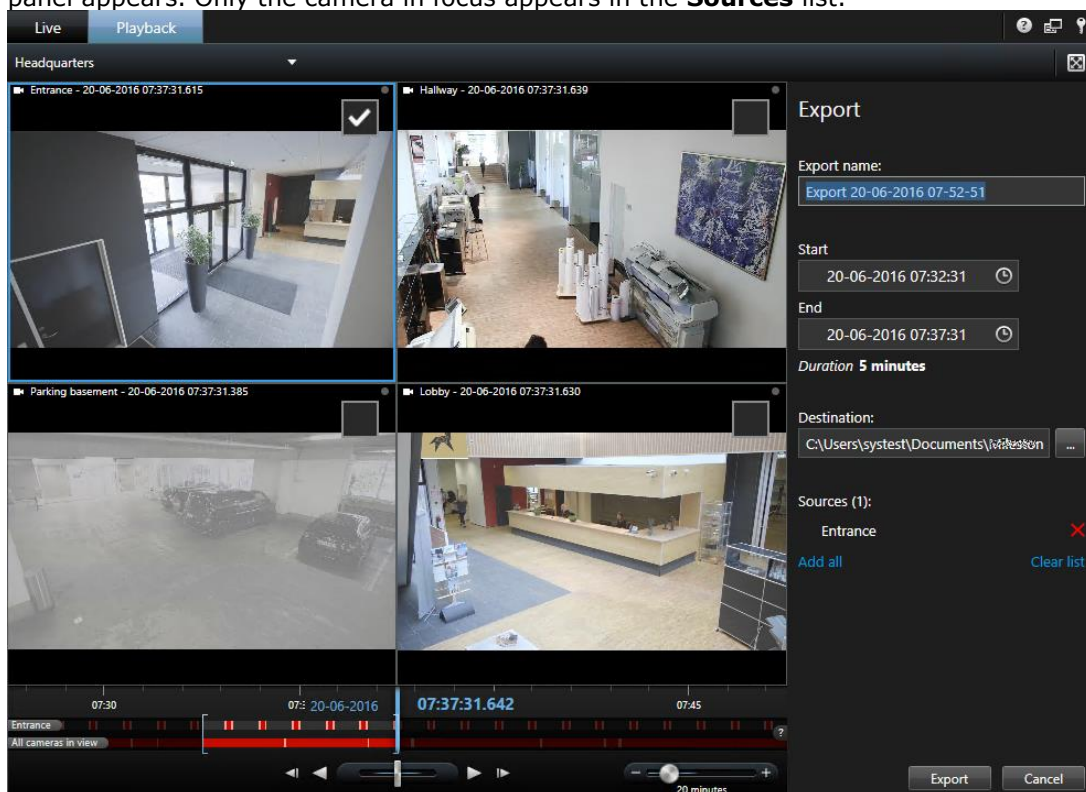 panel appears. Only the camera in focus appears in the Sources list.
Live Playback
Headquarters
Entrance - 20-06-2016 07:37:31.615
Hallway - 20-06-2016 07:37:31.639
Export
Export name:
Export 20-06-2016 07-52-51
Start
20-06-2016 07:32:31
End
20-06-2016 07:37:31
Duration 5 minutes
Parking basement - 20-06-2016 07:37:31.385
Lobby - 20-06-2016 07:37:31.630
Destination:
C:\Users\systest\Documents\Mileston ...
Sources (1):
Entrance
Add all Clear list
07:30 07:3 20-06-2016 07:37:31.642 07:45
Entrance
All cameras in view
20 minutes
Export Cancel